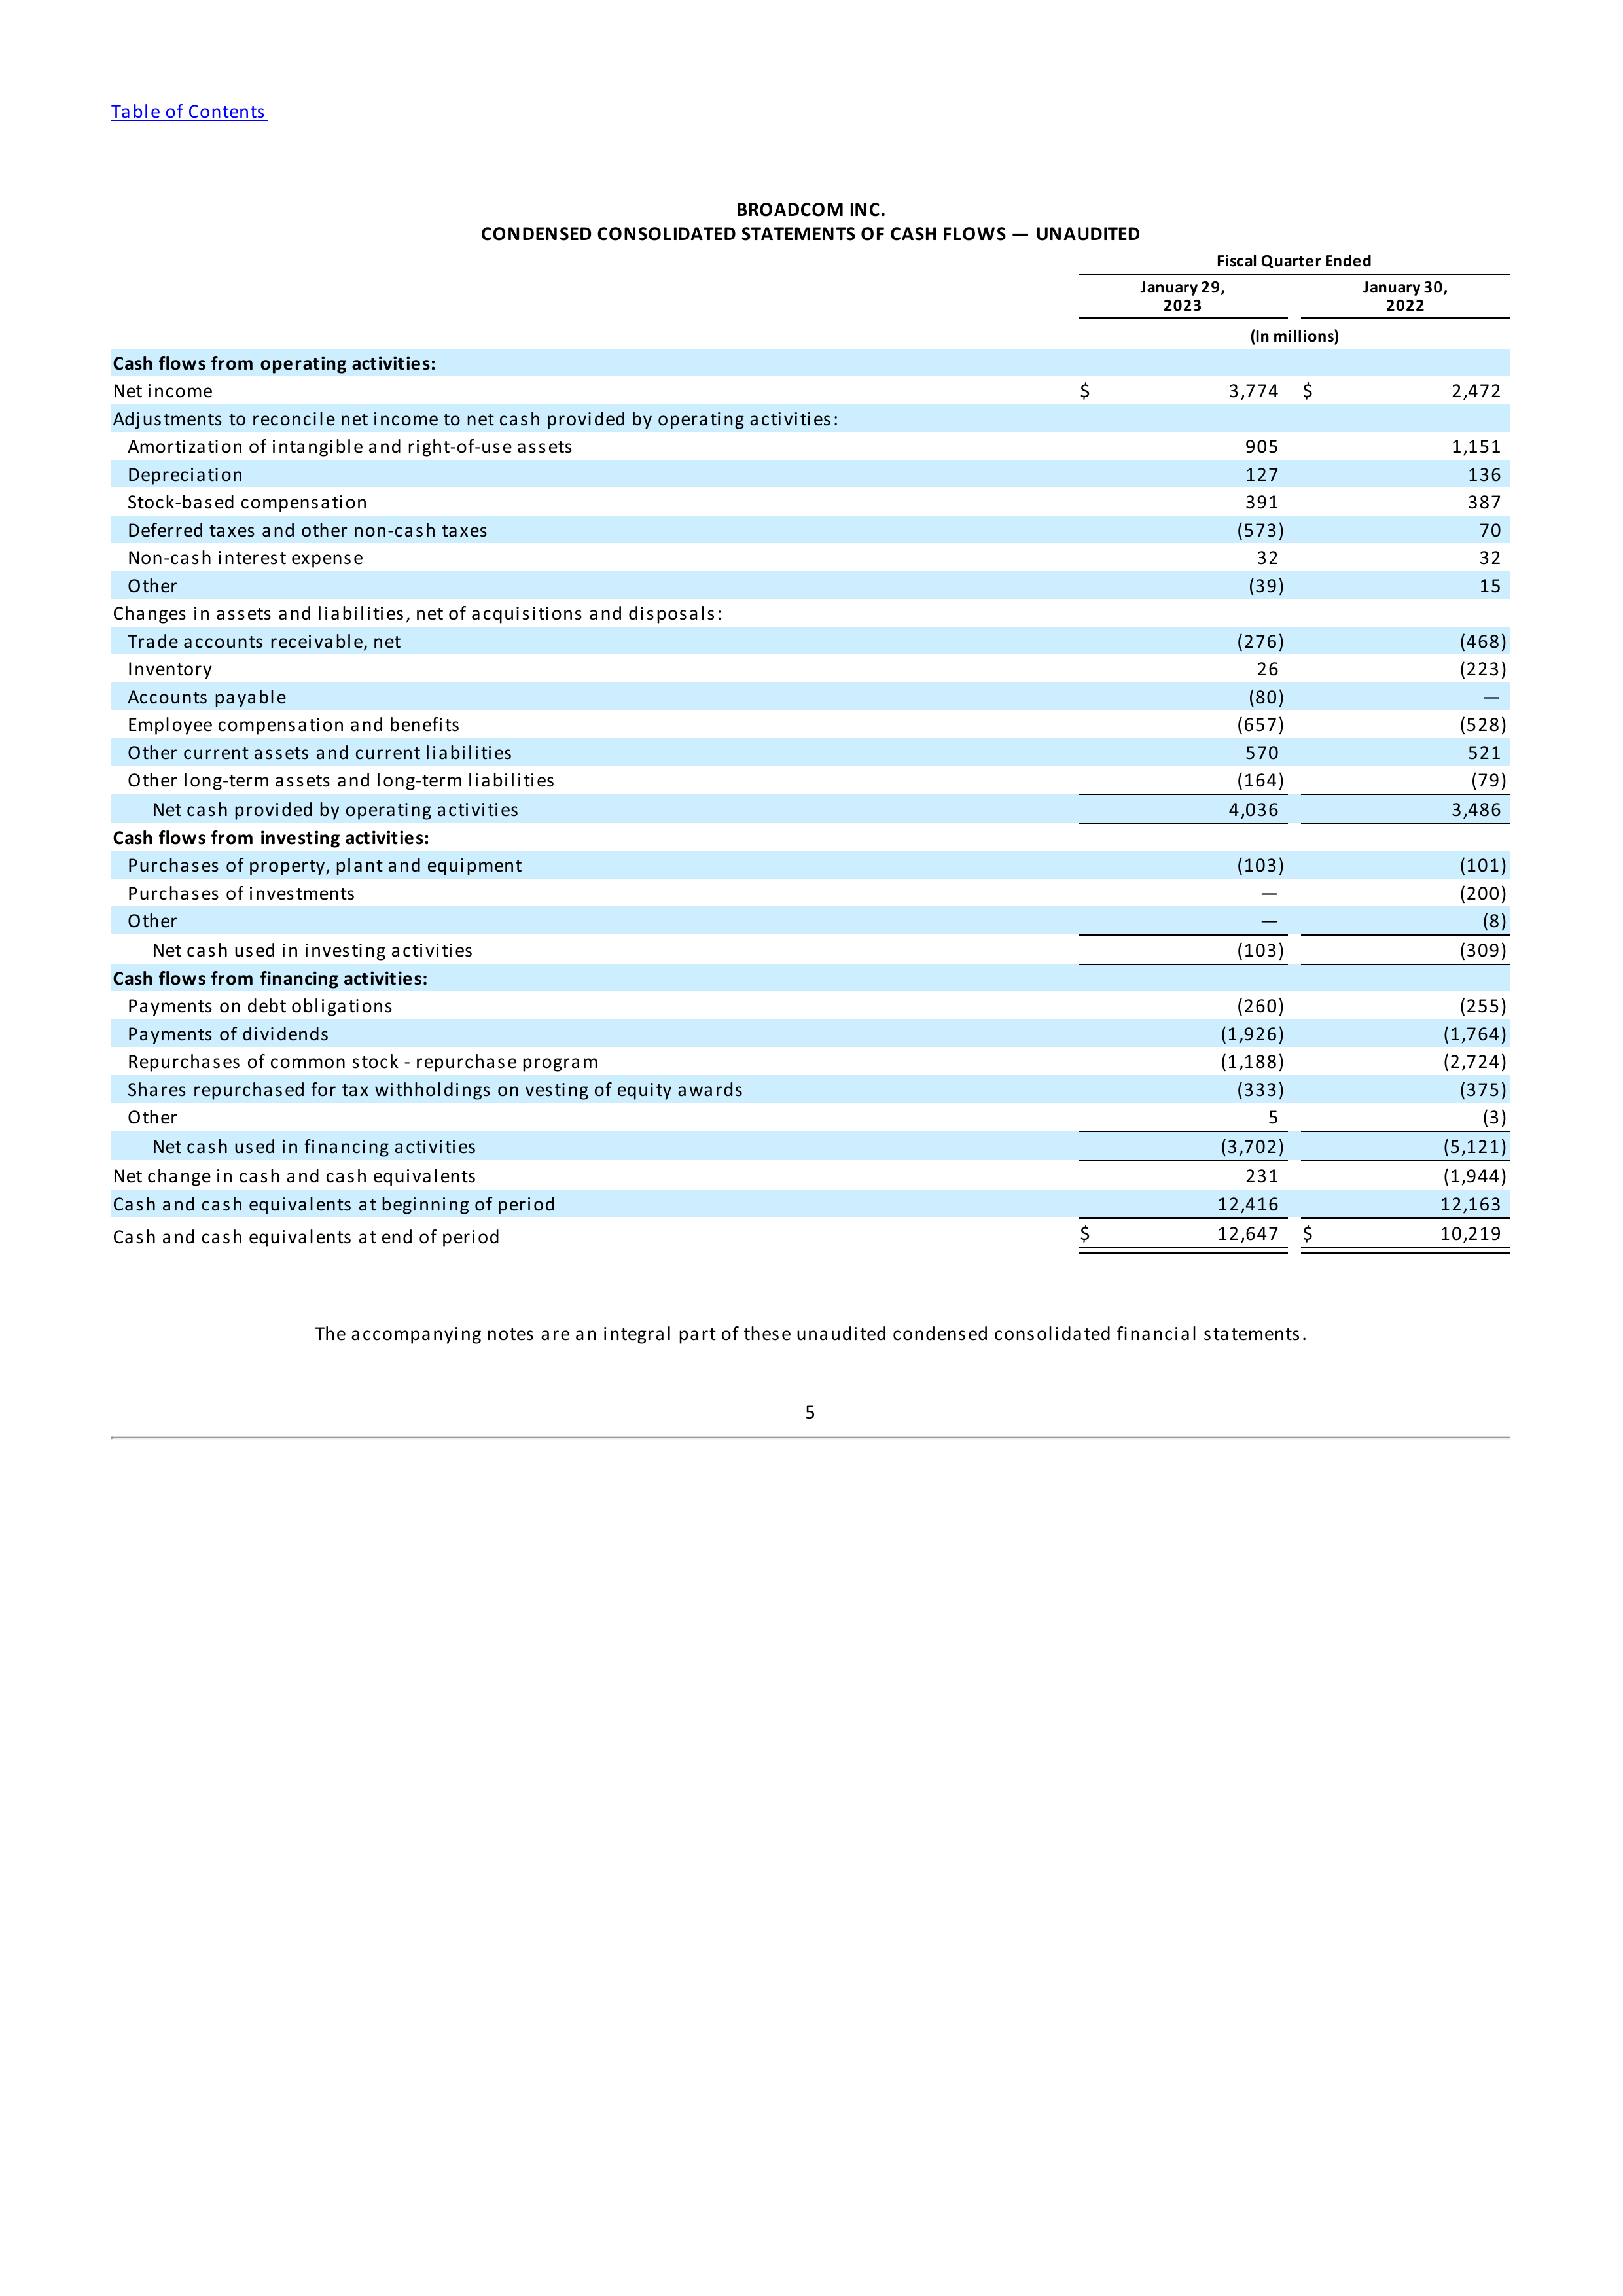 Table of Contents
BROADCOM INC.
CONDENSED CONSOLIDATED STATEMENTS OF CASH FLOWS — UNAUDITED
Fiscal Quarter Ended
January 29, 2023 January 30, 2022
(In millions)
Cash flows from operating activities:
Net income $ 3,774 $ 2,472
Adjustments to reconcile net income to net cash provided by operating activities:
Amortization of intangible and right-of-use assets 905 1,151
Depreciation 127 136
Stock-based compensation 391 387
Deferred taxes and other non-cash taxes (573) 70
Non-cash interest expense 32 32
Other (39) 15
Changes in assets and liabilities, net of acquisitions and disposals:
Trade accounts receivable, net (276) (468)
Inventory 26 (223)
Accounts payable (80) —
Employee compensation and benefits (657) (528)
Other current assets and current liabilities 570 521
Other long-term assets and long-term liabilities (164) (79)
Net cash provided by operating activities 4,036 3,486
Cash flows from investing activities:
Purchases of property, plant and equipment (103) (101)
Purchases of investments — (200)
Other — (8)
Net cash used in investing activities (103) (309)
Cash flows from financing activities:
Payments on debt obligations (260) (255)
Payments of dividends (1,926) (1,764)
Repurchases of common stock - repurchase program (1,188) (2,724)
Shares repurchased for tax withholdings on vesting of equity awards (333) (375)
Other 5 (3)
Net cash used in financing activities (3,702) (5,121)
Net change in cash and cash equivalents 231 (1,944)
Cash and cash equivalents at beginning of period 12,416 12,163
Cash and cash equivalents at end of period $ 12,647 $ 10,219
The accompanying notes are an integral part of these unaudited condensed consolidated financial statements.
5